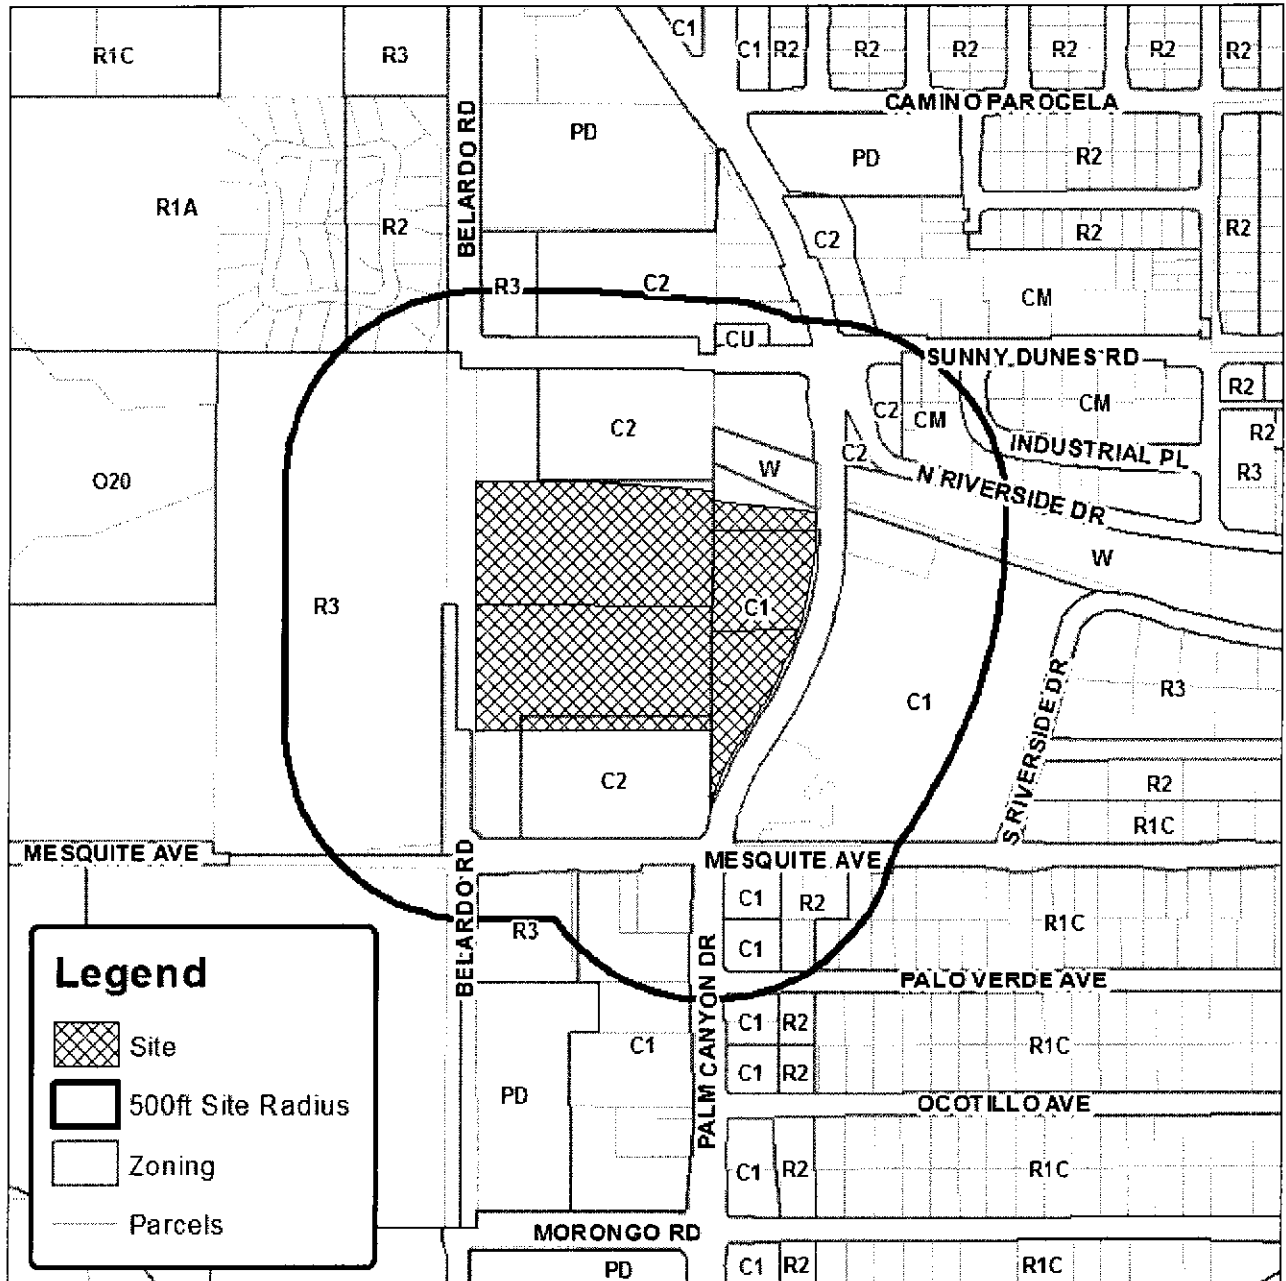 C1
R1C
R3
C1
R2
R2
R2
R2
R2
R2
CAMINO PAROCELA
PD
PD
R2
BELARDO RD
R1A
R2
C2
R2
R2
R3
C2
CM
CU
SUNNY DUNES RD
R2
C2
CM
CM
C2
R2
C2
INDUSTRIAL PL
W
R3
O20
N RIVERSIDE DR
W
R3
C1
C1
R3
S RIVERSIDE DR
C2
R2
R1C
MESQUITE AVE
MESQUITE AVE
BELARDO RD
C1
R2
R1C
R3
C1
PALM CANYON DR
PALO VERDE AVE
C1
R2
C1
R1C
C1
R2
PD
OCOTILLO AVE
C1
R2
R1C
MORONGO RD
PD
C1
R2
R1C
Legend
Site
500ft Site Radius
Zoning
Parcels